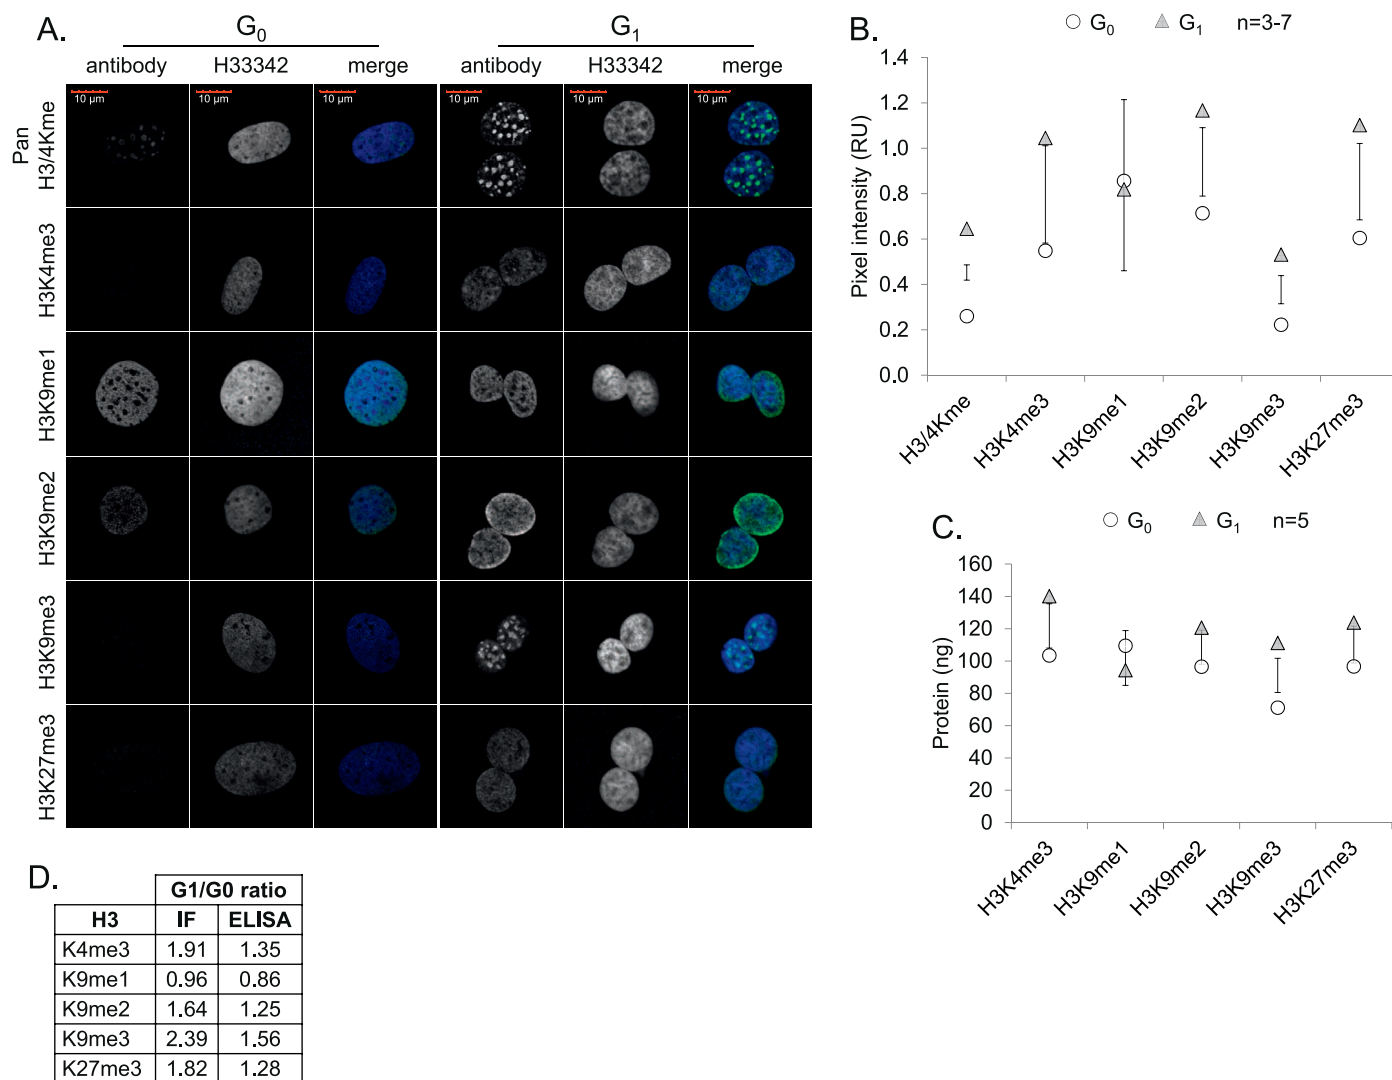 A.
G0
G1
antibody H33342 merge antibody H33342 merge
10 µm 10 µm 10 µm 10 µm 10 µm 10 µm
Pan
H3/4Kme
H3K4me3
H3K9me1
H3K9me2
H3K9me3
H3K27me3
B.
G0 G1 n=3-7
Pixel intensity (RU)
1.4
1.2
1.0
0.8
0.6
0.4
0.2
0.0
H3/4Kme H3K4me3 H3K9me1 H3K9me2 H3K9me3 H3K27me3
C.
G0 G1 n=5
Protein (ng)
160
140
120
100
80
60
40
20
0
H3K4me3 H3K9me1 H3K9me2 H3K9me3 H3K27me3
D.
G1/G0 ratio
H3 IF ELISA
K4me3 1.91 1.35
K9me1 0.96 0.86
K9me2 1.64 1.25
K9me3 2.39 1.56
K27me3 1.82 1.28